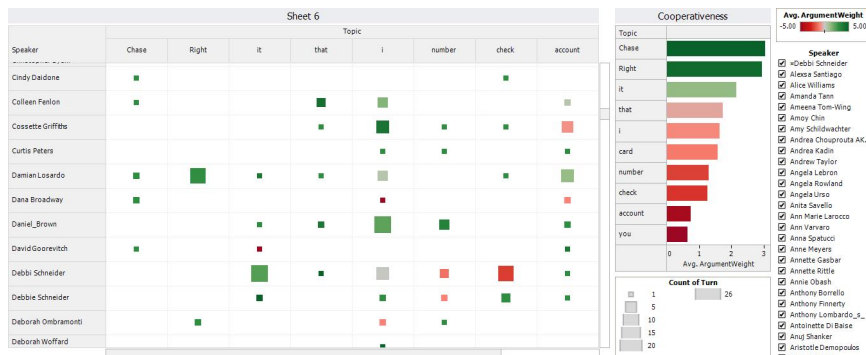 Sheet 6
Topic
Speaker Chase Right it that i number check account
Cindy Daidone
Colleen Fenlon
Cossette Griffiths
Curtis Peters
Damian Losardo
Dana Broadway
Daniel_Brown
David Goorevitch
Debbi Schneider
Debbie Schneider
Deborah Ombramonti
Deborah Woffard
Cooperativeness
Topic
Chase
Right
it
that
i
card
number
check
account
you
0 1 2 3
Avg. ArgumentWeight
Count of Turn
1 26
5
10
15
20
Avg. ArgumentWeight
-5.00 5.00
Speaker
»Debbi Schneider
Alexsa Santiago
Alice Williams
Amanda Tann
Ameena Tom-Wing
Amoy Chin
Amy Schildwachter
Andrea Chouprouta AK.
Andrea Kadin
Andrew Taylor
Angela Lebron
Angela Rowland
Angela Urso
Anita Savello
Ann Marie Larocco
Ann Varvaro
Anna Spatucci
Anne Meyers
Annette Gasbar
Annette Rittle
Annie Obash
Anthony Borrello
Anthony Finnerty
Anthony Lombardo_s_
Antoinette Di Baise
Anuj Shanker
Aristotle Demopoulos